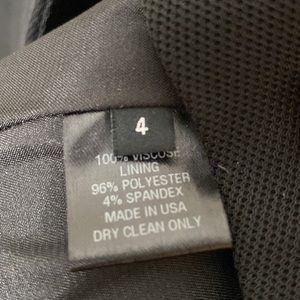 4
100% VISCOSE
LINING
96% POLYESTER
4% SPANDEX
MADE IN USA
DRY CLEAN ONLY